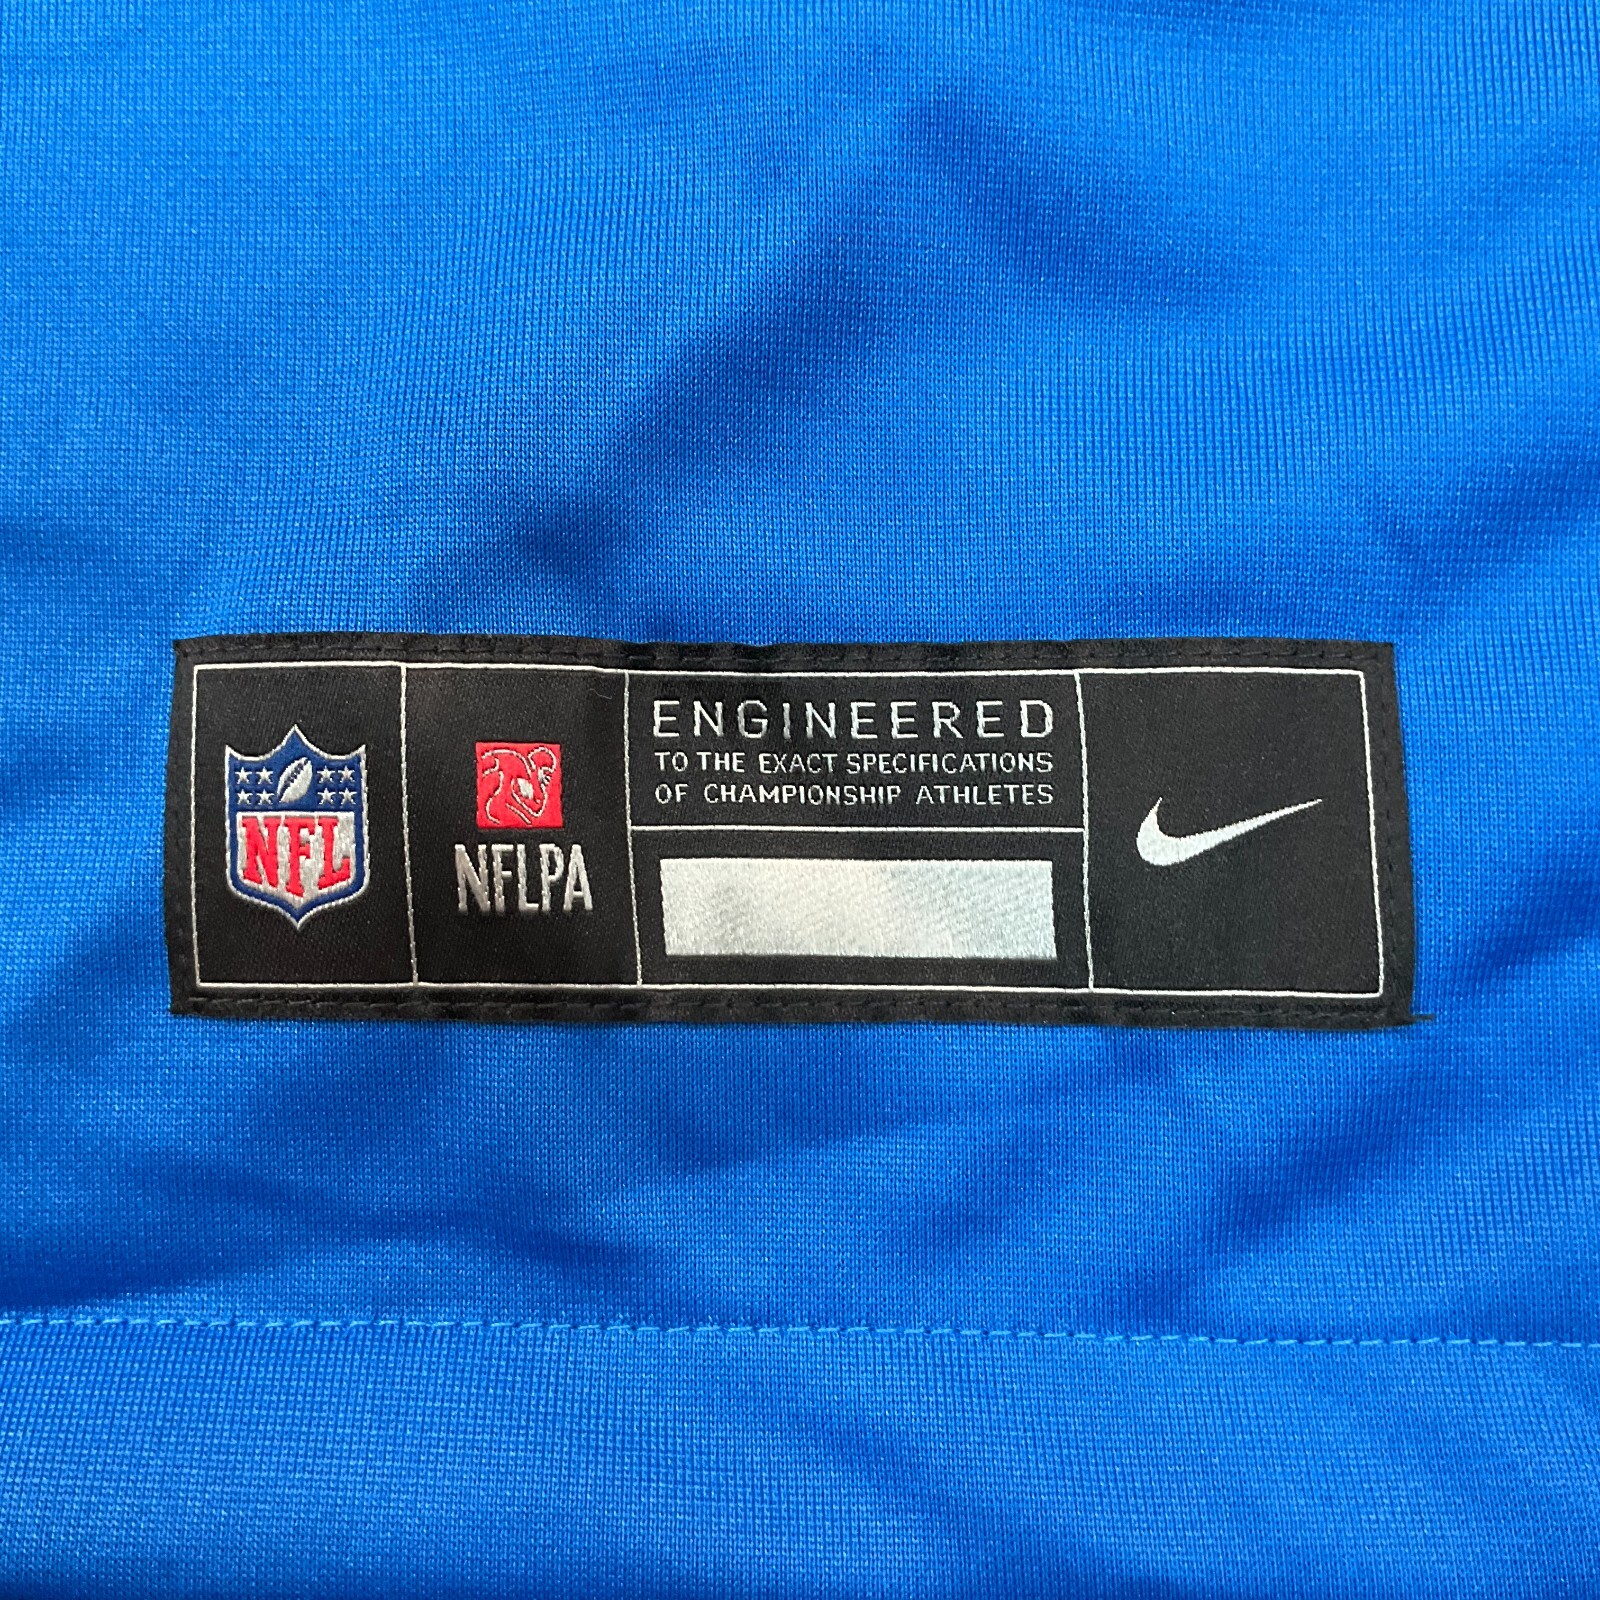 NFL
NFLPA
ENGINEERED
TO THE EXACT SPECIFICATIONS
OF CHAMPIONSHIP ATHLETES